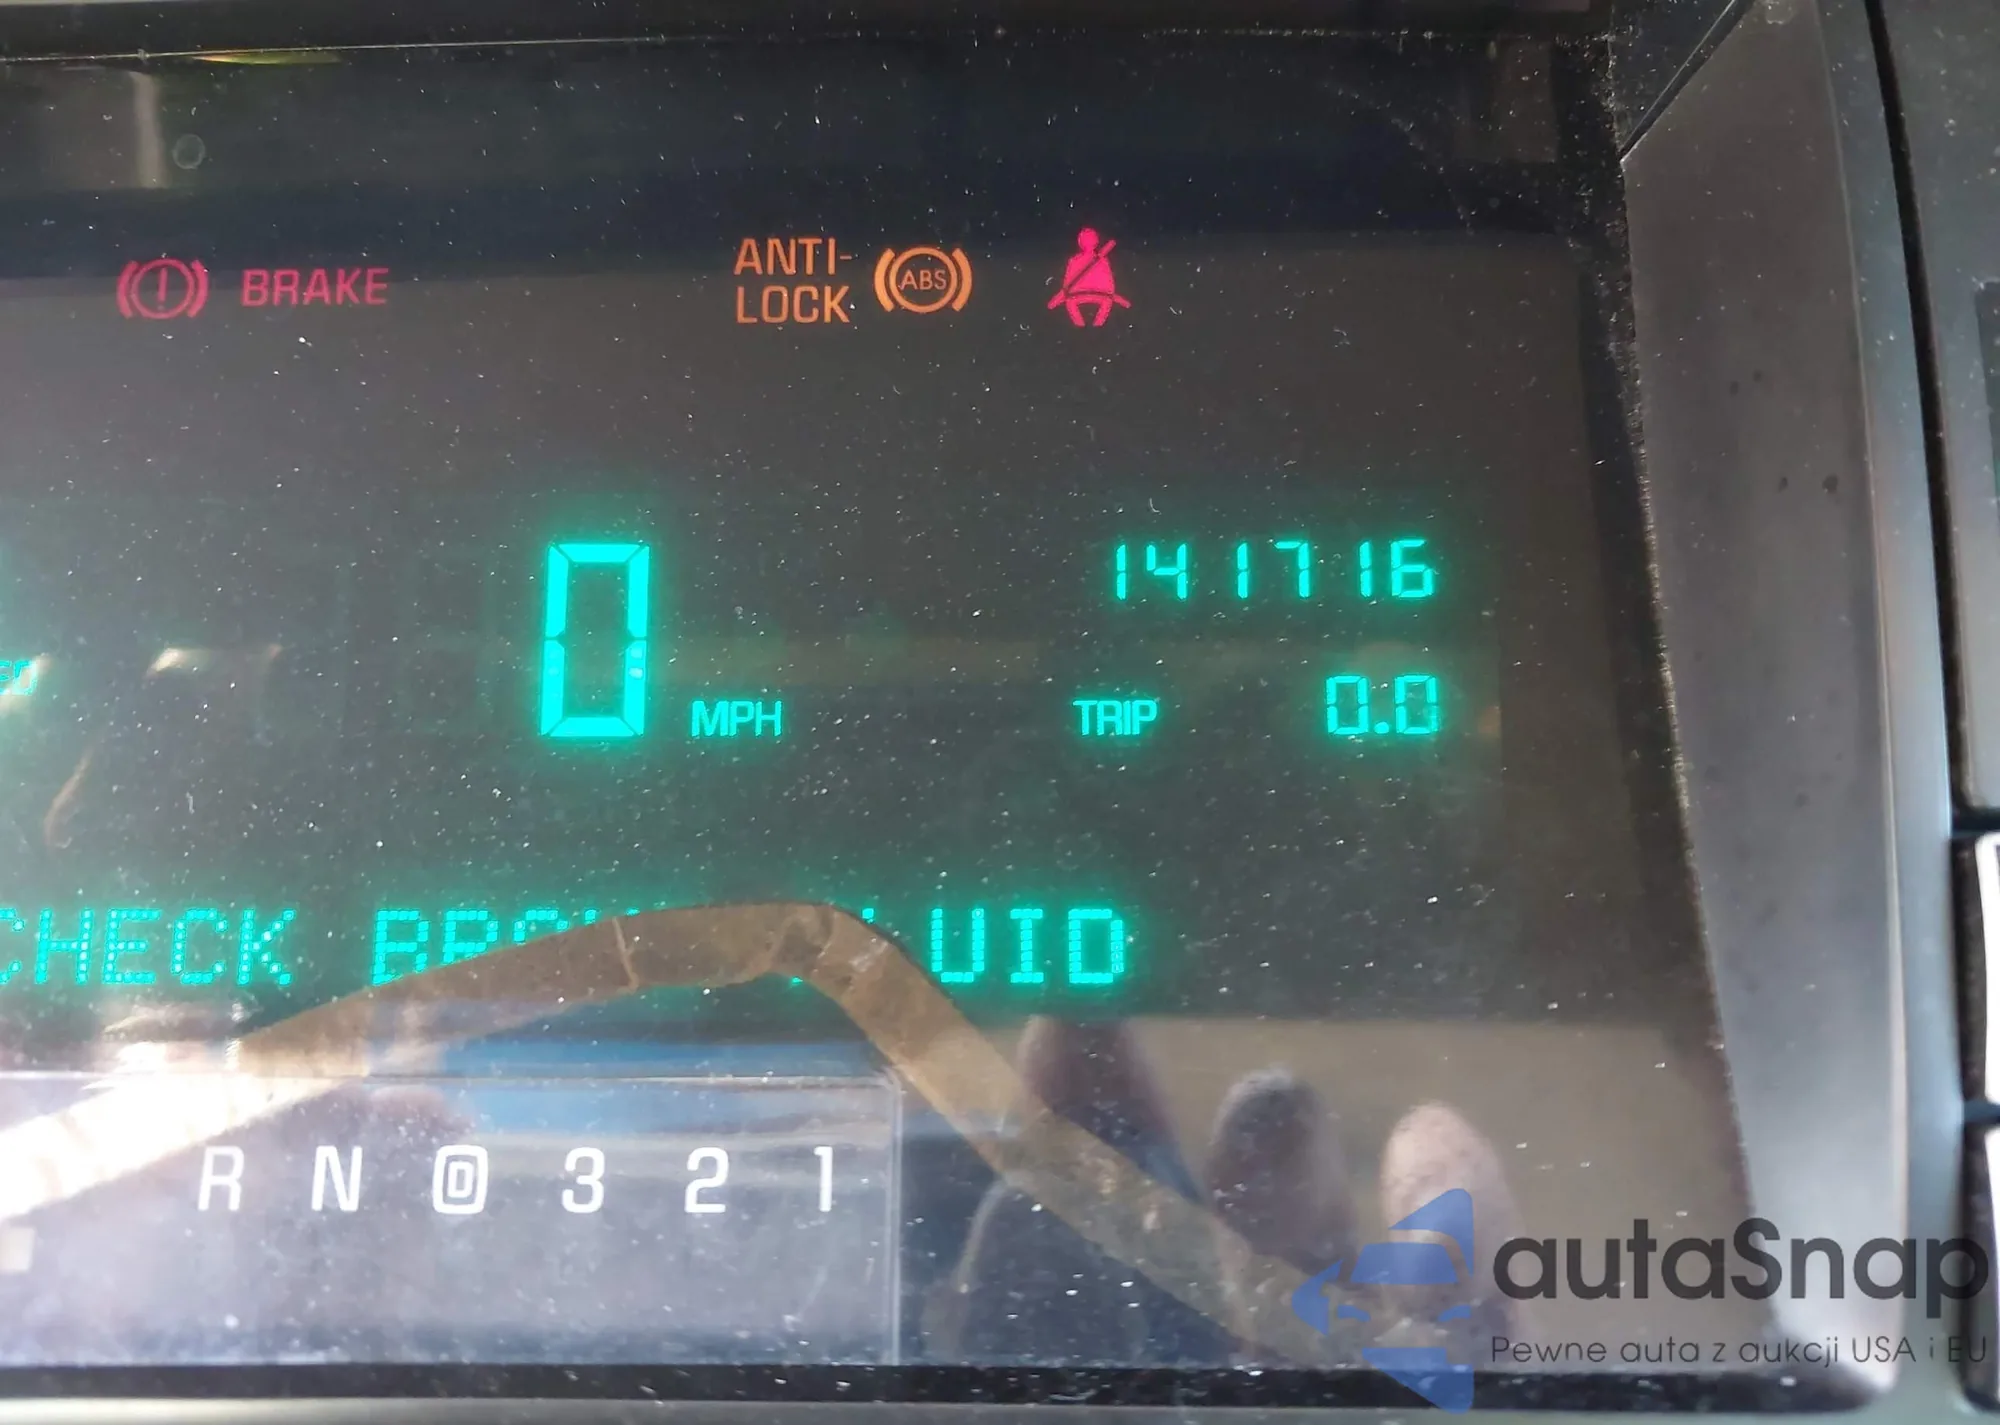 BRAKE
ANTI-
LOCK
ABS
141716
0
MPH
TRIP
0.0
CHECK FLUID
R N D 3 2 1
autaSnap
Pewne auta z aukcji USA i EU